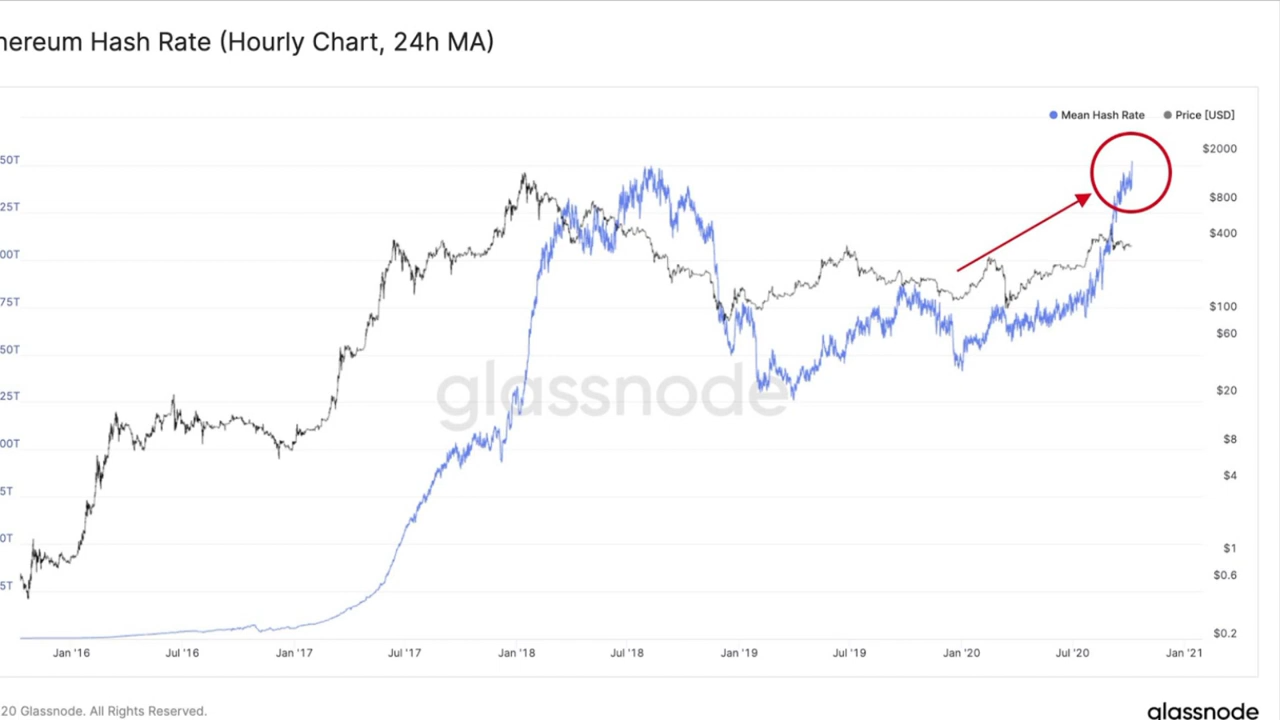 hereum Hash Rate (Hourly Chart, 24h MA)
Mean Hash Rate Price [USD]
50T
25T
00T
75T
50T
25T
00T
5T
0T
5T
$2000
$800
$400
$100
$60
$20
$8
$4
$1
$0.6
$0.2
glassnode
Jan '16 Jul '16 Jan '17 Jul '17 Jan '18 Jul '18 Jan '19 Jul '19 Jan '20 Jul '20 Jan '21
20 Glassnode. All Rights Reserved.
glassnode